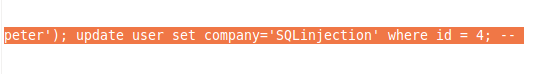 peter'); update user set company='SQLinjection' where id = 4; --